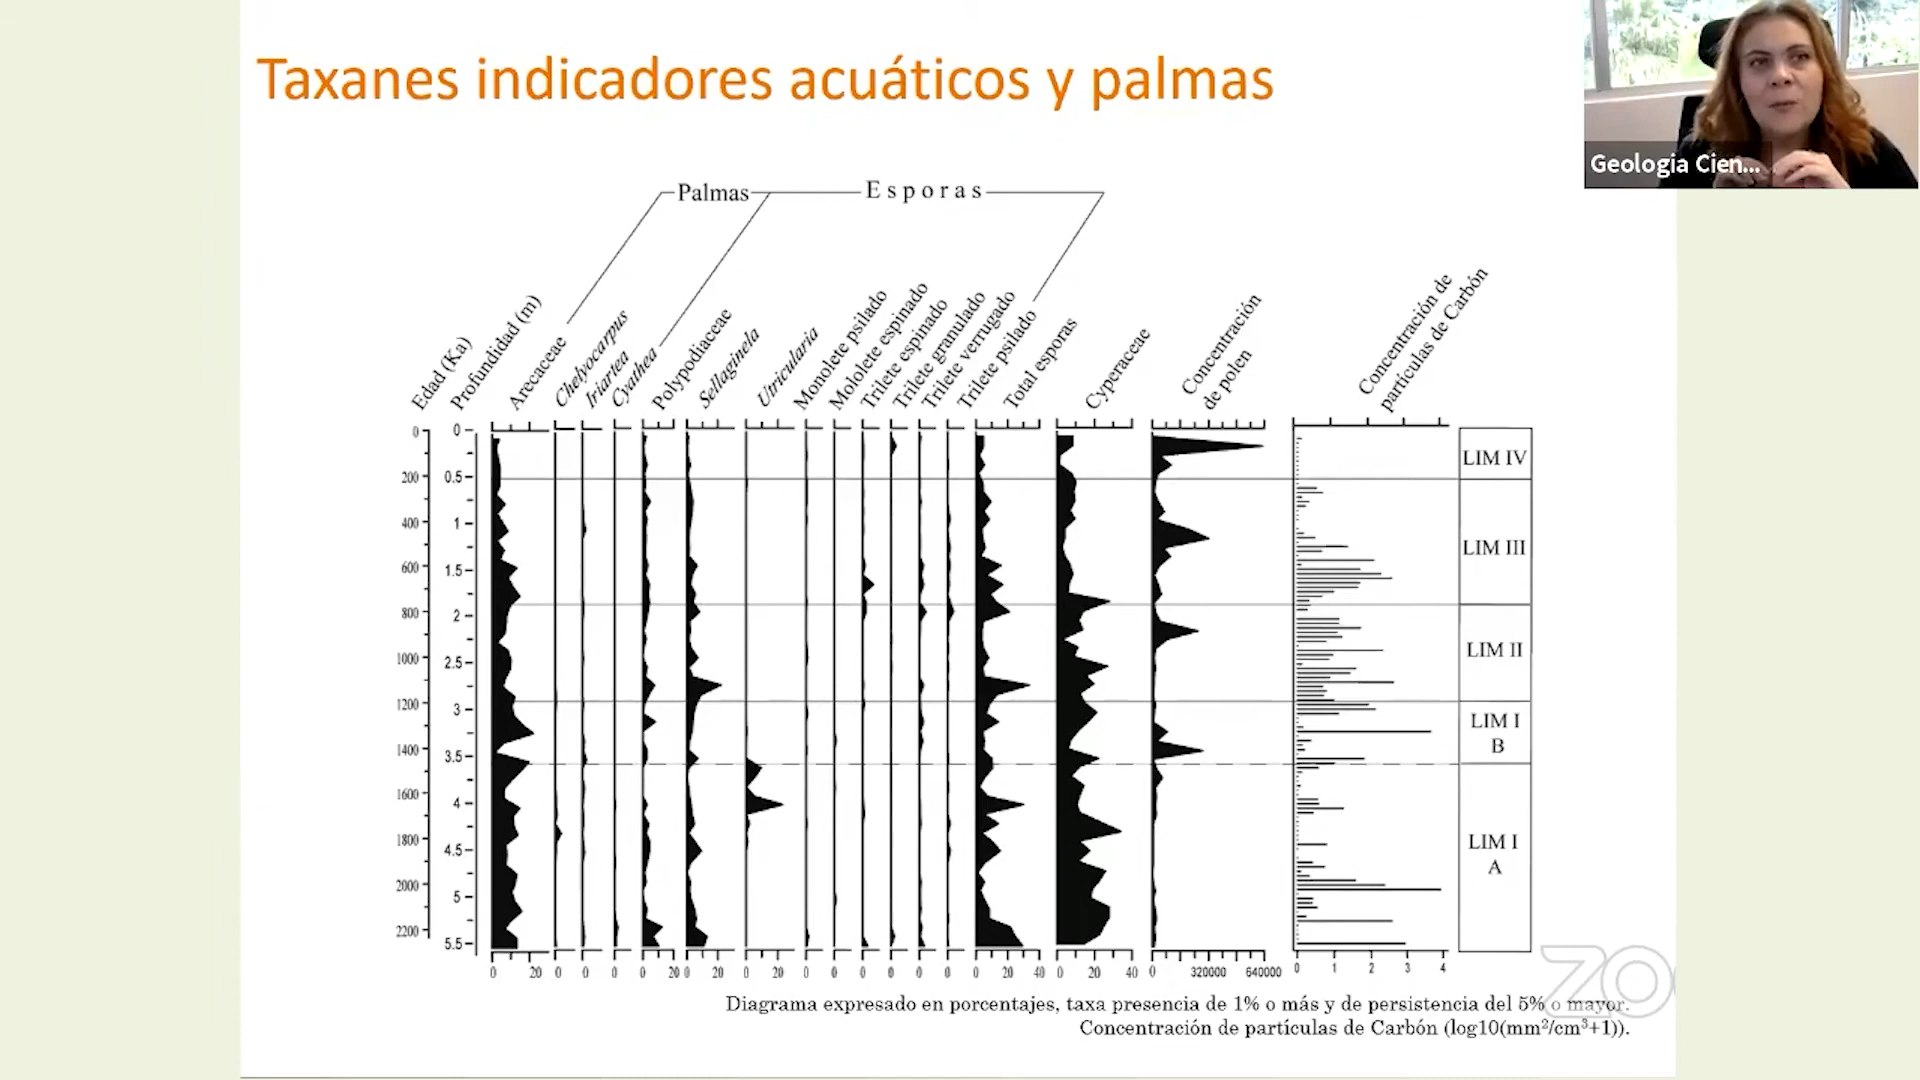 Taxanes indicadores acuáticos y palmas
Geologia Cien...
Palmas
Esporas
Edad (Ka)
Profundidad (m)
Arecaceae
Chelyocarpus
Iriartea
Cyathea
Polypodiaceae
Sellaginela
Utricularia
Monolete psilado
Mololete espinado
Trilete espinado
Trilete granulado
Trilete verrugado
Trilete psilado
Total esporas
Cyperaceae
Concentración
de polen
Concentración de
partículas de Carbón
0
200
400
600
800
1000
1200
1400
1600
1800
2000
2200
0
0.5
1
1.5
2
2.5
3
3.5
4
4.5
5
5.5
LIM IV
LIM III
LIM II
LIM I
B
LIM I
A
0 20 0 0 0 0 20 0 20 0 20 0 0 0 0 0 0 0 20 40 0 20 40 0 320000 640000 0 1 2 3 4
Diagrama expresado en porcentajes, taxa presencia de 1% o más y de persistencia del 5% o mayor.
Concentración de partículas de Carbón (log10(mm²/cm³+1)).